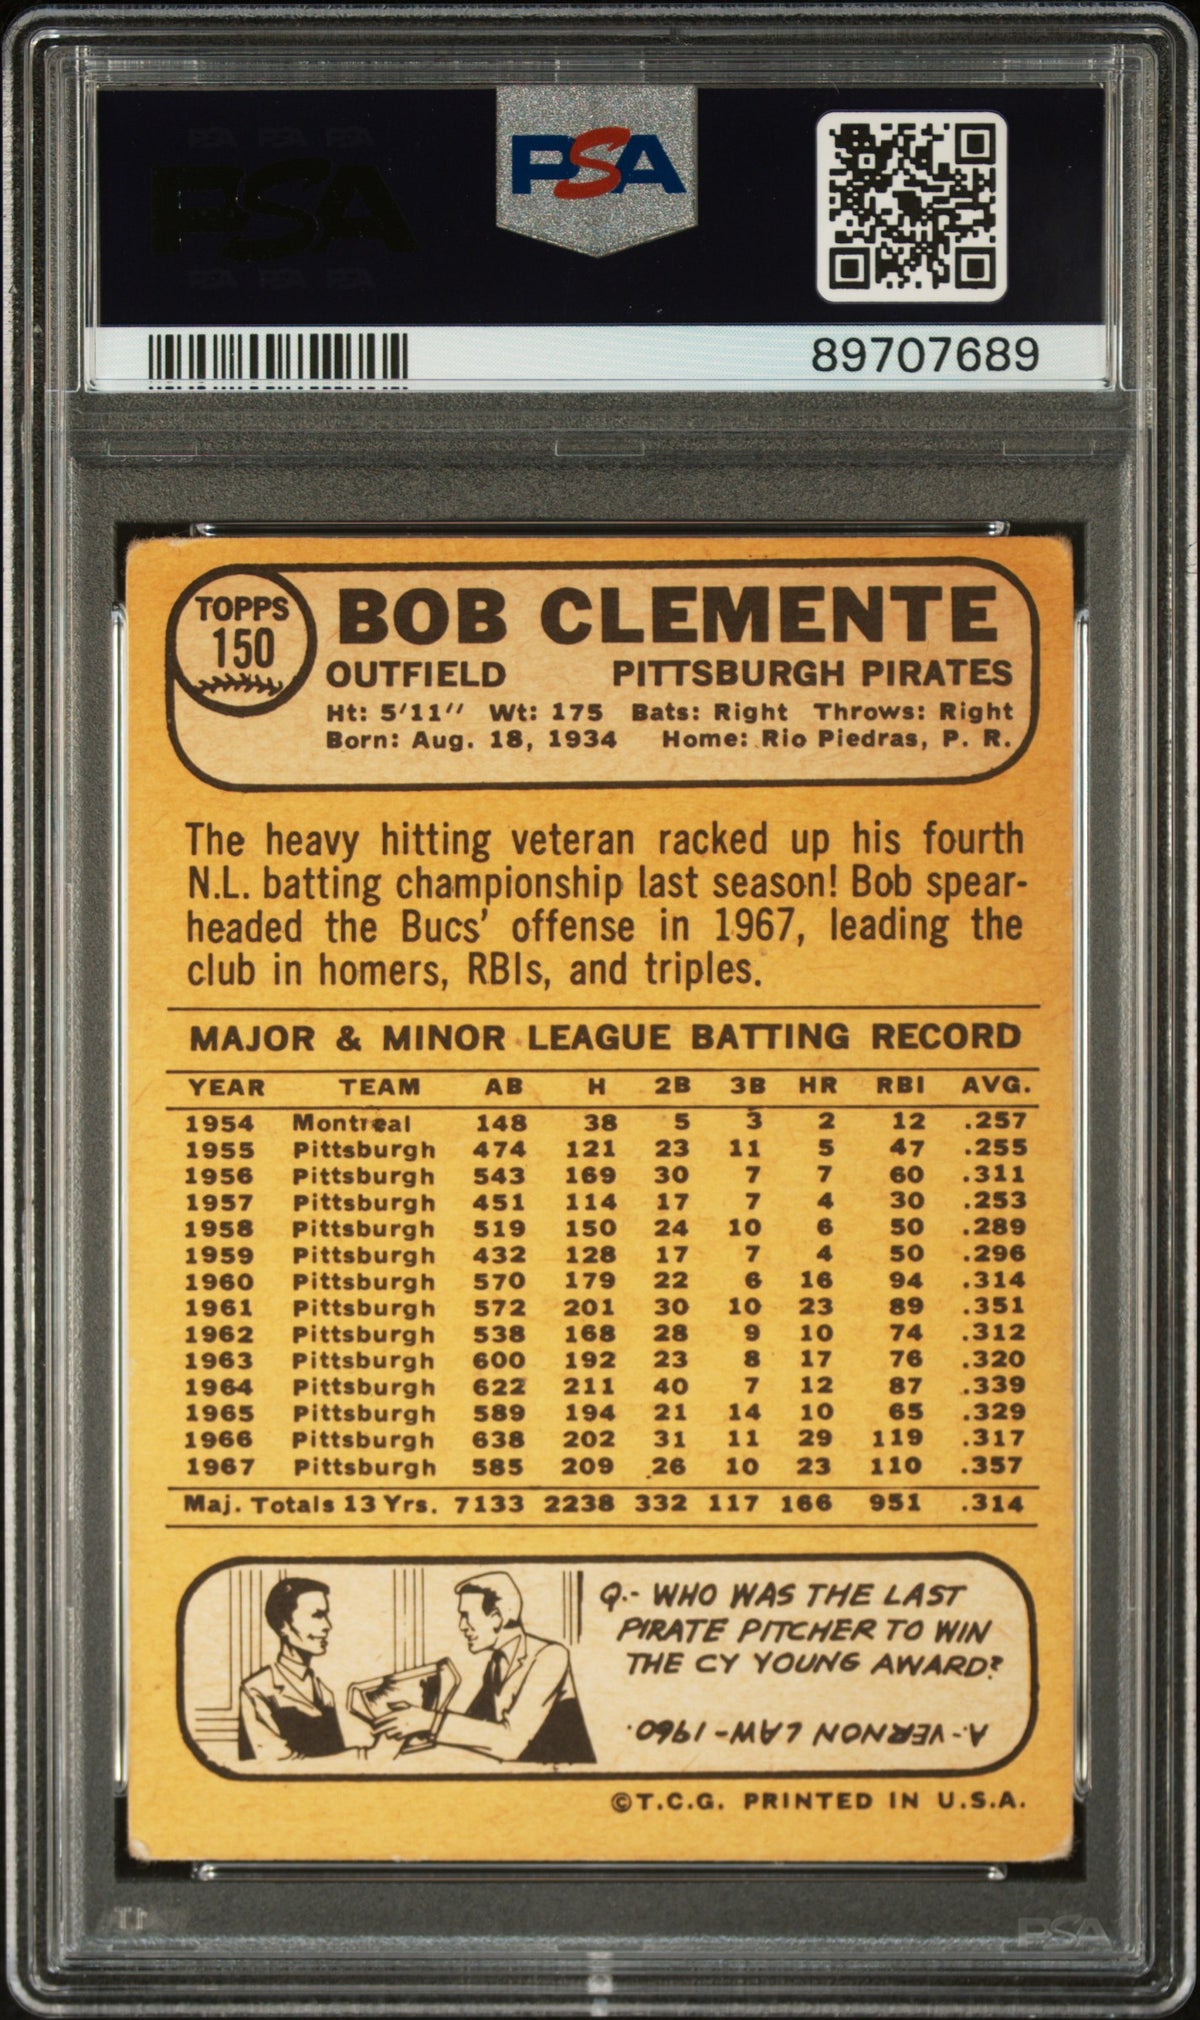 PSA PSA PSA
PSA
PSA PSA PSA
PSA
89707689
TOPPS
150
BOB CLEMENTE
OUTFIELD PITTSBURGH PIRATES
Ht: 5'11" Wt: 175 Bats: Right Throws: Right
Born: Aug. 18, 1934 Home: Rio Piedras, P. R.
The heavy hitting veteran racked up his fourth
N.L. batting championship last season! Bob spear-
headed the Bucs' offense in 1967, leading the
club in homers, RBIs, and triples.
MAJOR & MINOR LEAGUE BATTING RECORD
YEAR TEAM AB H 2B 3B HR RBI AVG.
1954 Montreal 148 38 5 3 2 12 .257
1955 Pittsburgh 474 121 23 11 5 47 .255
1956 Pittsburgh 543 169 30 7 7 60 .311
1957 Pittsburgh 451 114 17 7 4 30 .253
1958 Pittsburgh 519 150 24 10 6 50 .289
1959 Pittsburgh 432 128 17 7 4 50 .296
1960 Pittsburgh 570 179 22 6 16 94 .314
1961 Pittsburgh 572 201 30 10 23 89 .351
1962 Pittsburgh 538 168 28 9 10 74 .312
1963 Pittsburgh 600 192 23 8 17 76 .320
1964 Pittsburgh 622 211 40 7 12 87 .339
1965 Pittsburgh 589 194 21 14 10 65 .329
1966 Pittsburgh 638 202 31 11 29 119 .317
1967 Pittsburgh 585 209 26 10 23 110 .357
Maj. Totals 13 Yrs. 7133 2238 332 117 166 951 .314
Q.- WHO WAS THE LAST
PIRATE PITCHER TO WIN
THE CY YOUNG AWARD?
A.- VERNON LAW - 1960.
©T.C.G. PRINTED IN U.S.A.
PSA